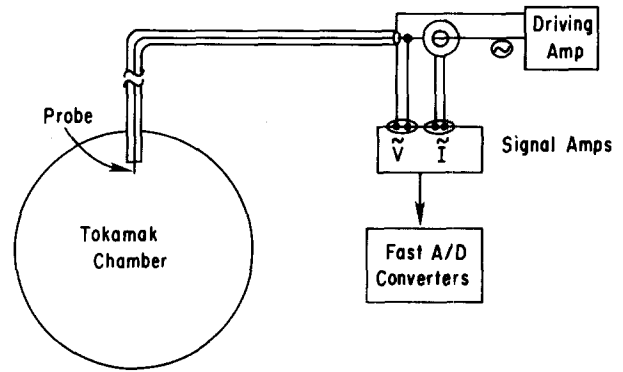 Driving
Amp
Probe
Ṽ Ĩ
Signal Amps
Tokamak
Chamber
Fast A/D
Converters